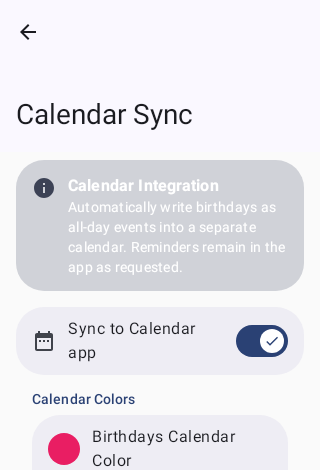 Calendar Sync
Calendar Integration
Automatically write birthdays as
all-day events into a separate
calendar. Reminders remain in the
app as requested.
Sync to Calendar
app
Calendar Colors
Birthdays Calendar
Color